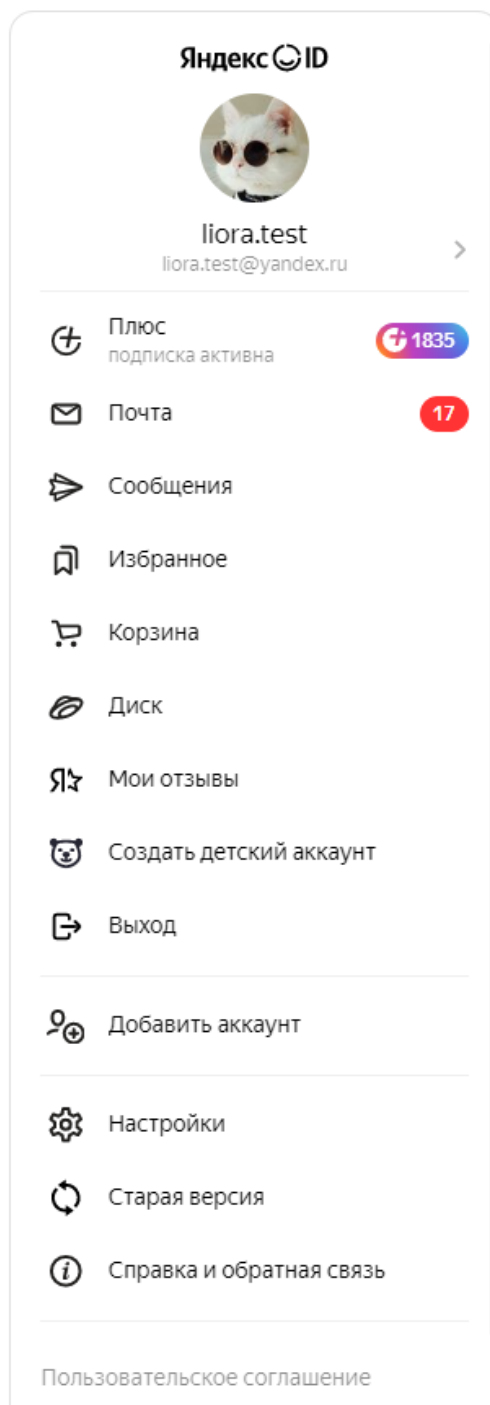 Яндекс ID
liora.test
liora.test@yandex.ru
Плюс
подписка активна
1835
Почта
17
Сообщения
Избранное
Корзина
Диск
Мои отзывы
Создать детский аккаунт
Выход
Добавить аккаунт
Настройки
Старая версия
Справка и обратная связь
Пользовательское соглашение